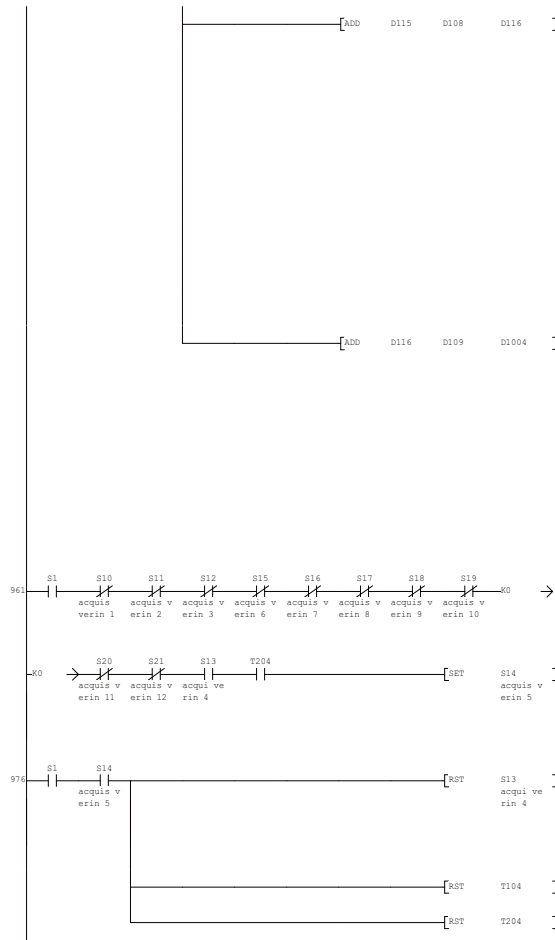 ADD D115 D108 D116
ADD D116 D109 D1004
S1 S10 S11 S12 S15 S16 S17 S18 S19
961 K0
acquis acquis v acquis v acquis v acquis v acquis v acquis v acquis v
verin 1 erin 2 erin 3 erin 6 erin 7 erin 8 erin 9 erin 10
S20 S21 S13 T204
K0 SET S14
acquis v acquis v acqui ve acquis v
erin 11 erin 12 rin 4 erin 5
S1 S14
976 RST S13
acquis v acqui ve
erin 5 rin 4
RST T104
RST T204